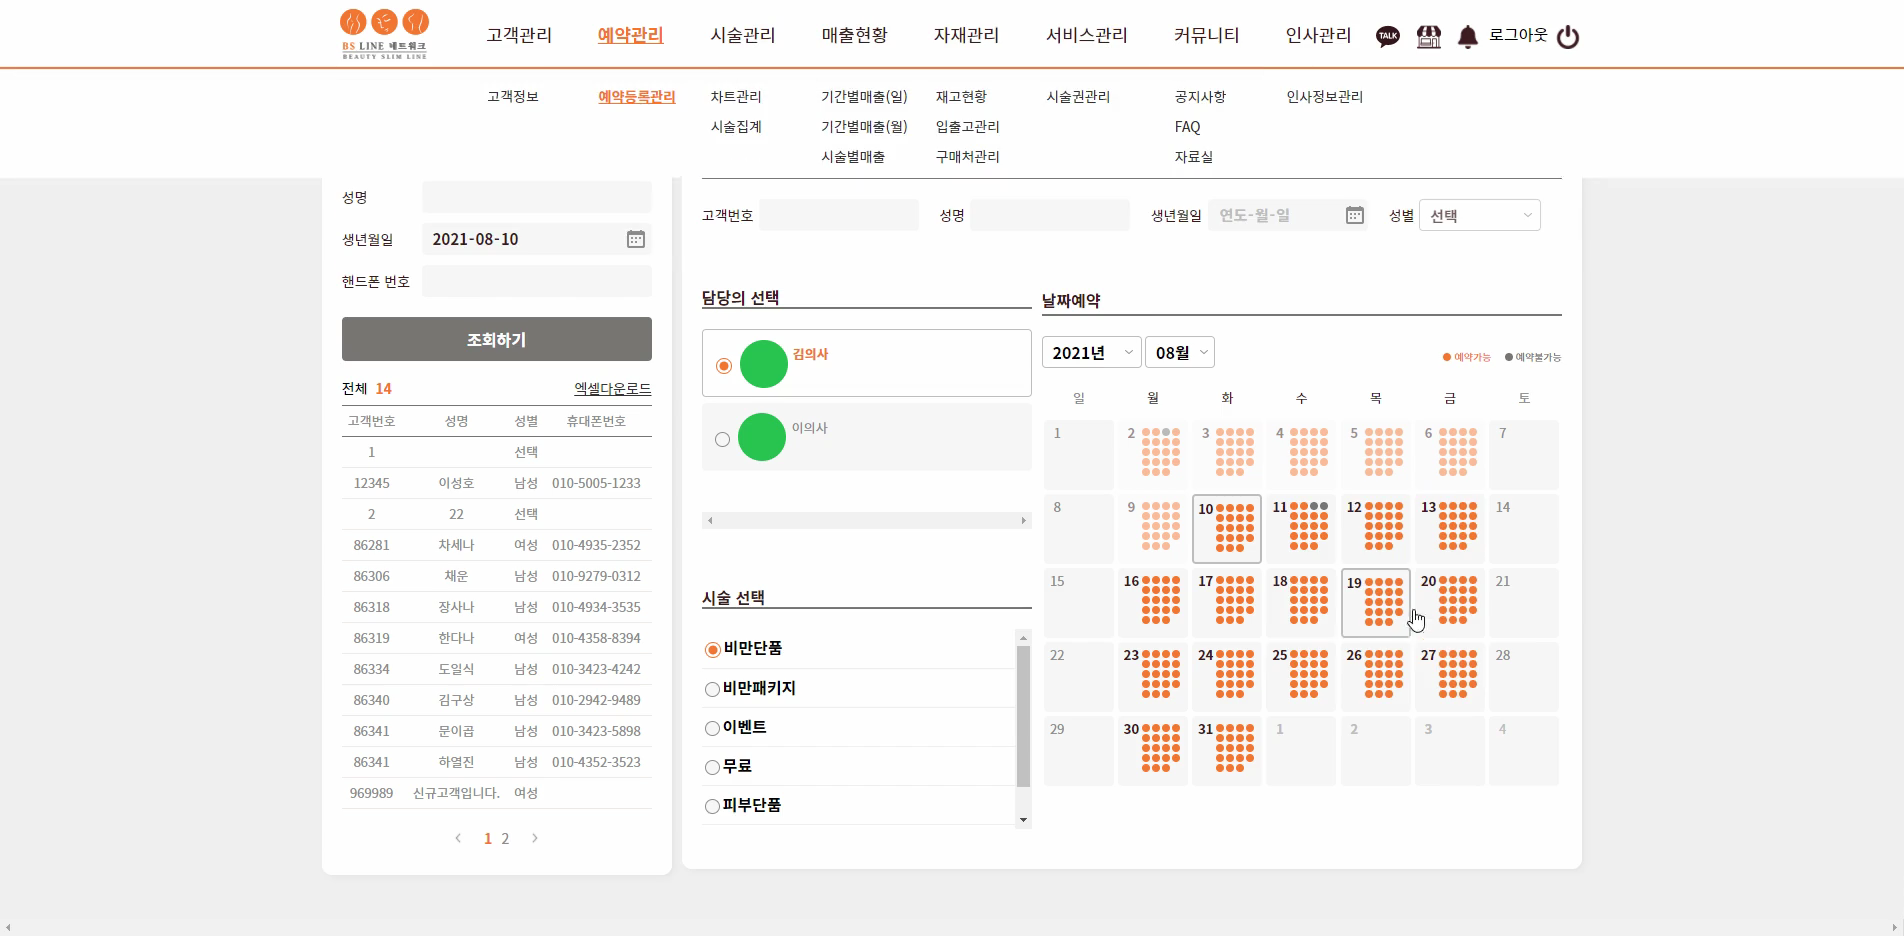 BS LINE 네트워크
BEAUTY SLIM LINE
고객관리 예약관리 시술관리 매출현황 자재관리 서비스관리 커뮤니티 인사관리 TALK 로그아웃
고객정보 예약등록관리 차트관리 기간별매출(일) 재고현황 시술권관리 공지사항 인사정보관리
시술집계 기간별매출(월) 입출고관리 FAQ
시술별매출 구매처관리 자료실
성명
생년월일 2021-08-10
핸드폰 번호
조회하기
전체 14 엑셀다운로드
고객번호 성명 성별 휴대폰번호
1 선택
12345 이성호 남성 010-5005-1233
2 22 선택
86281 차세나 여성 010-4935-2352
86306 채운 남성 010-9279-0312
86318 장사나 남성 010-4934-3535
86319 한다나 여성 010-4358-8394
86334 도일식 남성 010-3423-4242
86340 김구상 남성 010-2942-9489
86341 문이곱 남성 010-3423-5898
86341 하열진 남성 010-4352-3523
969989 신규고객입니다. 여성
1 2
고객번호 성명 생년월일 연도-월-일 성별 선택
담당의 선택
김의사
이의사
시술 선택
비만단품
비만패키지
이벤트
무료
피부단품
날짜예약
2021년 08월
예약가능 예약불가능
일 월 화 수 목 금 토
1 2 3 4 5 6 7
8 9 10 11 12 13 14
15 16 17 18 19 20 21
22 23 24 25 26 27 28
29 30 31 1 2 3 4